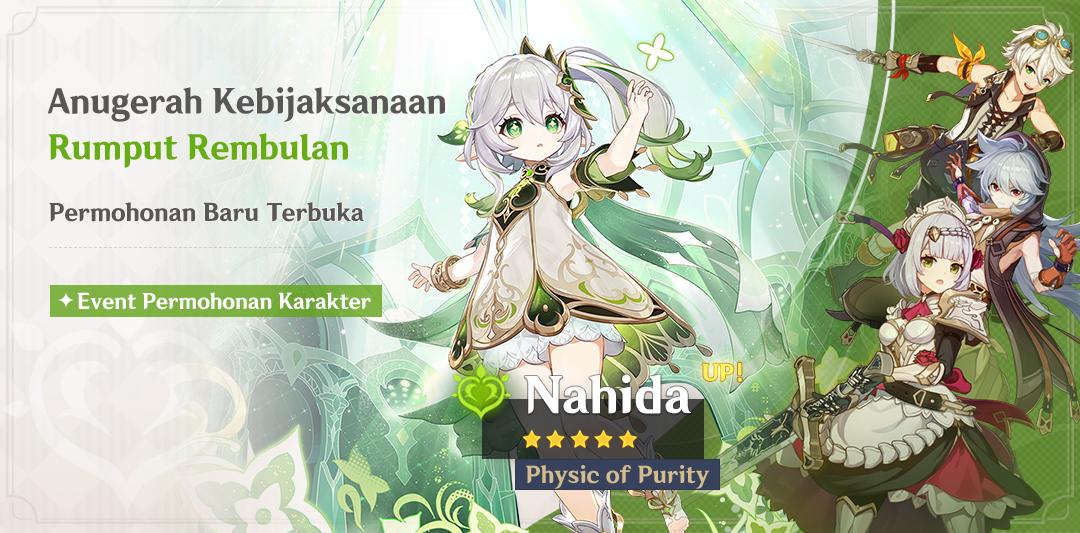 Anugerah Kebijaksanaan
Rumput Rembulan
Permohonan Baru Terbuka
Event Permohonan Karakter
UP!
Nahida
Physic of Purity